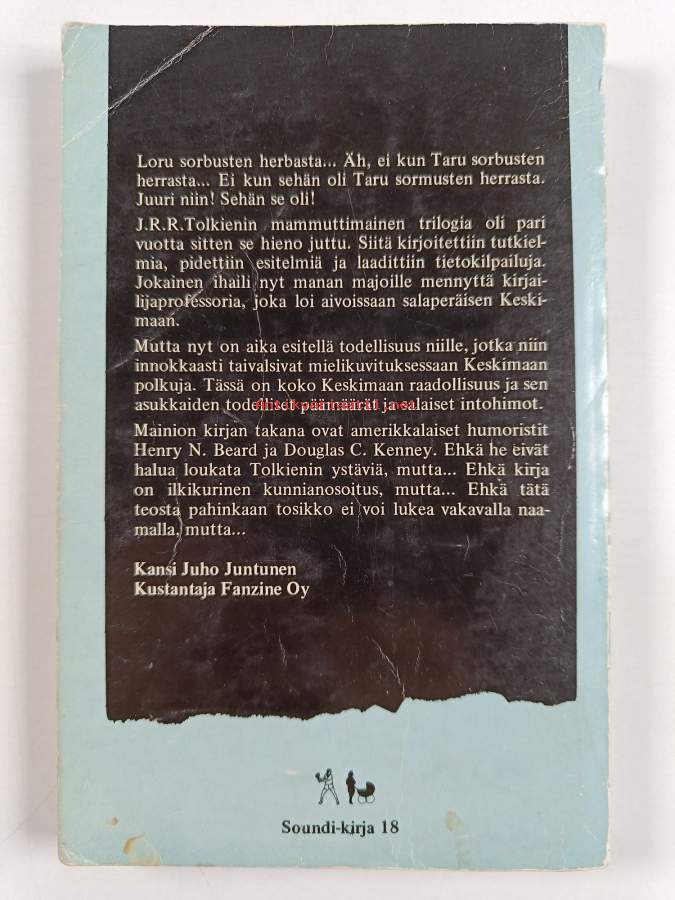 Loru sorbusten herbasta... Äh, ei kun Taru sorbusten
herrasta... Ei kun sehän oli Taru sormusten herrasta.
Juuri niin! Sehän se oli!
J.R.R.Tolkienin mammuttimainen trilogia oli pari
vuotta sitten se hieno juttu. Siitä kirjoitettiin tutkiel-
mia, pidettiin esitelmiä ja laadittiin tietokilpailuja.
Jokainen ihaili nyt manan majoille mennyttä kirjai-
lijaprofessoria, joka loi aivoissaan salaperäisen Keski-
maan.
Mutta nyt on aika esitellä todellisuus niille, jotka niin
innokkaasti taivalsivat mielikuvituksessaan Keskimaan
polkuja. Tässä on koko Keskimaan raadollisuus ja sen
asukkaiden todelliset päämäärät ja salaiset intohimot.
Mainion kirjan takana ovat amerikkalaiset humoristit
Henry N. Beard ja Douglas C. Kenney. Ehkä he eivät
halua loukata Tolkienin ystäviä, mutta... Ehkä kirja
on ilkikurinen kunnianosoitus, mutta... Ehkä tätä
teosta pahinkaan tosikko ei voi lukea vakavalla naa-
malla, mutta...
Kansi Juho Juntunen
Kustantaja Fanzine Oy
Soundi-kirja 18